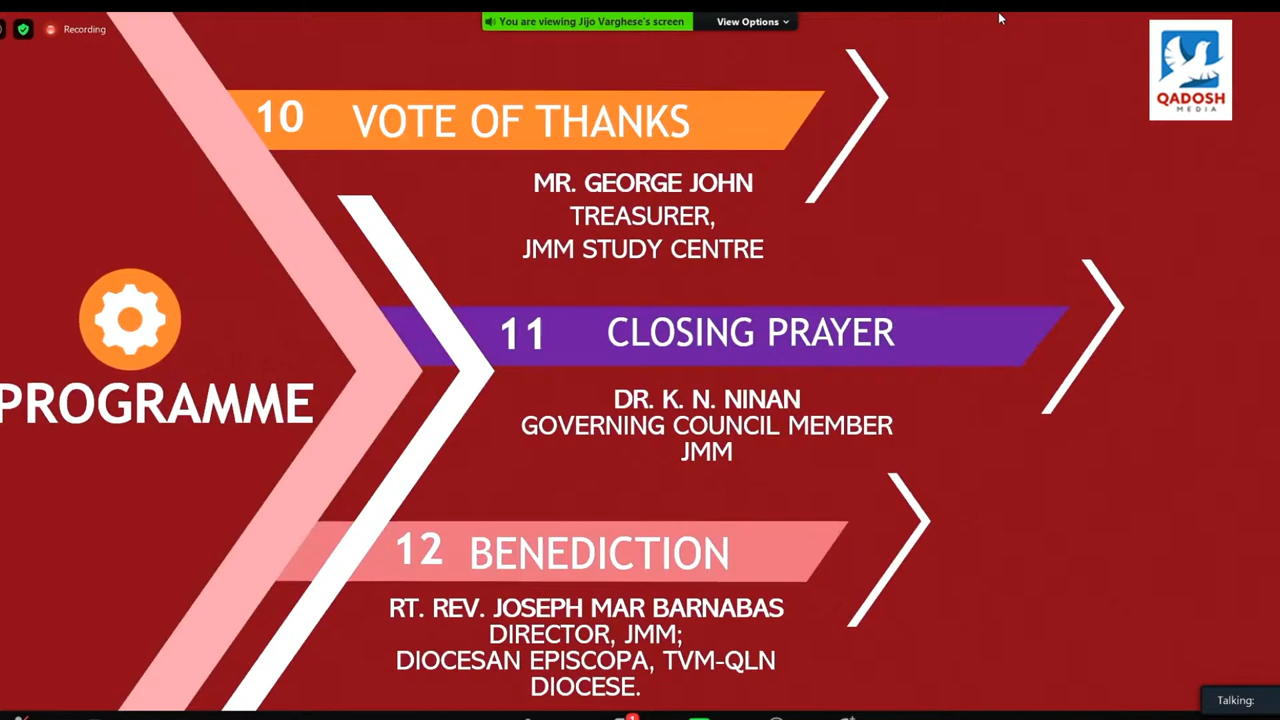 You are viewing Jijo Varghese's screen
View Options
Recording
QADOSH
MEDIA
10 VOTE OF THANKS
MR. GEORGE JOHN
TREASURER,
JMM STUDY CENTRE
PROGRAMME
11 CLOSING PRAYER
DR. K. N. NINAN
GOVERNING COUNCIL MEMBER
JMM
12 BENEDICTION
RT. REV. JOSEPH MAR BARNABAS
DIRECTOR, JMM;
DIOCESAN EPISCOPA, TVM-QLN
DIOCESE.
Talking: